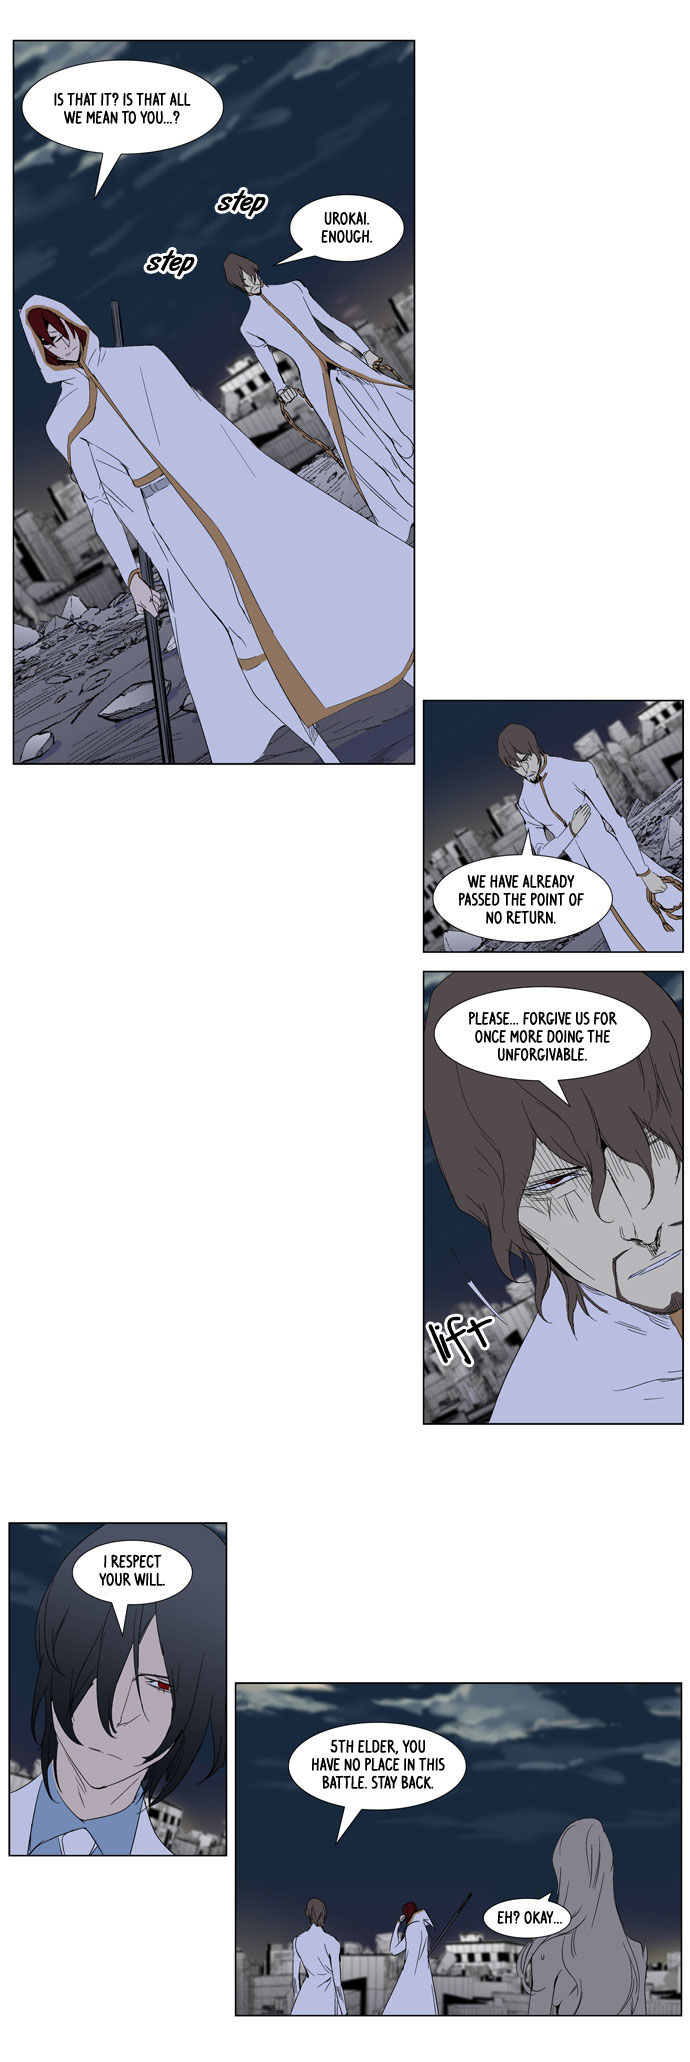 IS THAT IT? IS THAT ALL
WE MEAN TO YOU...?
step
UROKAI.
ENOUGH.
step
WE HAVE ALREADY
PASSED THE POINT OF
NO RETURN.
PLEASE... FORGIVE US FOR
ONCE MORE DOING THE
UNFORGIVABLE.
lift
I RESPECT
YOUR WILL.
5TH ELDER, YOU
HAVE NO PLACE IN THIS
BATTLE. STAY BACK.
EH? OKAY...